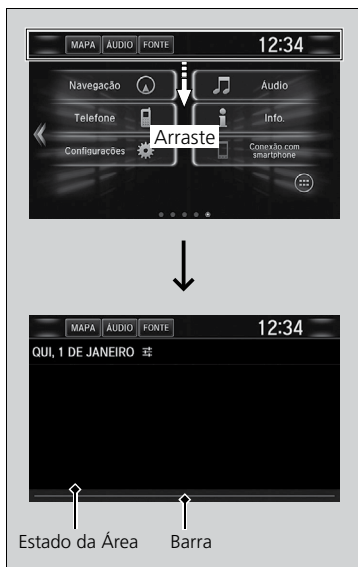 MAPA ÁUDIO FONTE 12:34
Navegação Áudio
Telefone Info.
Arraste
Configurações Conexão com
smartphone
MAPA ÁUDIO FONTE 12:34
QUI, 1 DE JANEIRO
Estado da Área Barra